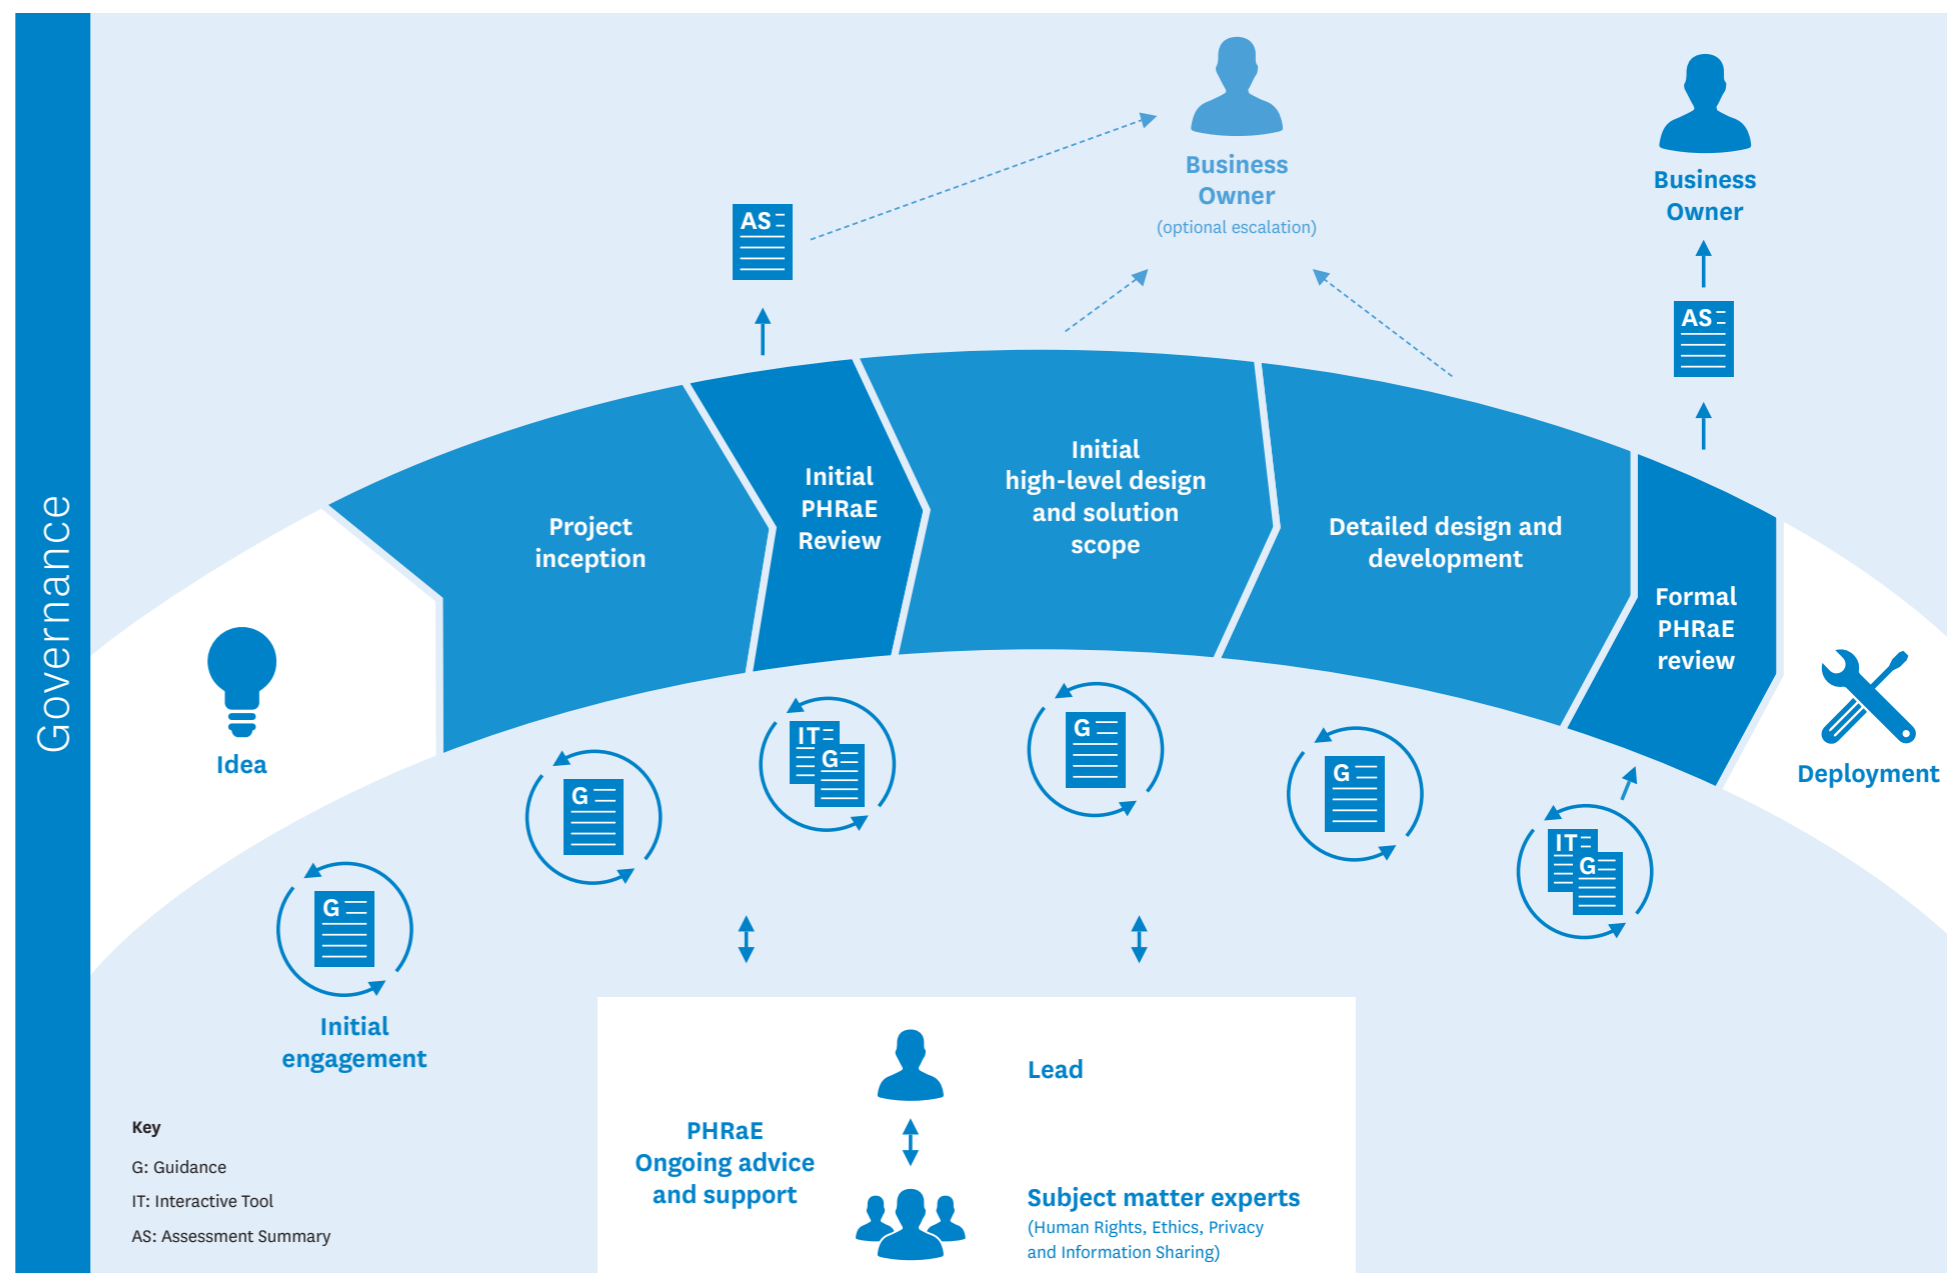 Governance
Business
Owner
(optional escalation)
Business
Owner
AS
AS
Project
inception
Initial
PHRaE
Review
Initial
high-level design
and solution
scope
Detailed design and
development
Formal
PHRaE
review
Idea
Deployment
G
G
IT
G
G
G
IT
G
Initial
engagement
PHRaE
Ongoing advice
and support
Lead
Subject matter experts
(Human Rights, Ethics, Privacy
and Information Sharing)
Key
G: Guidance
IT: Interactive Tool
AS: Assessment Summary